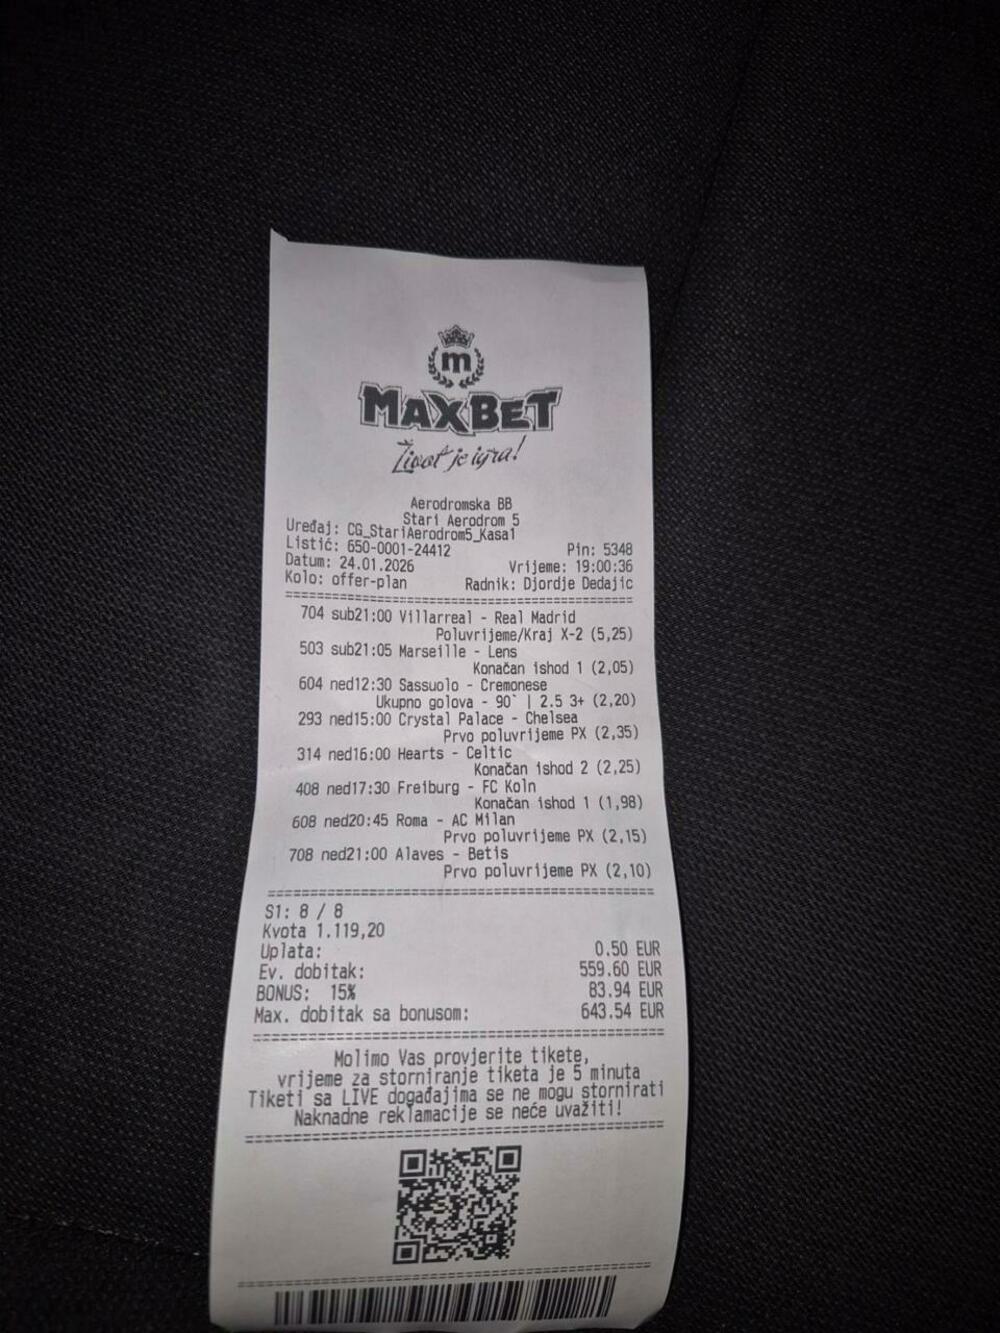 m
MAXBET
Život je igra!
Aerodromska BB
Stari Aerodrom 5
Uređaj: CG_StariAerodrom5_Kasa1
Listić: 650-0001-24412 Pin: 5348
Datum: 24.01.2026 Vrijeme: 19:00:36
Kolo: offer-plan Radnik: Djordje Dedajic
704 sub21:00 Villarreal - Real Madrid
Poluvrijeme/Kraj X-2 (5,25)
503 sub21:05 Marseille - Lens
Konačan ishod 1 (2,05)
604 ned12:30 Sassuolo - Cremonese
Ukupno golova - 90` | 2.5 3+ (2,20)
293 ned15:00 Crystal Palace - Chelsea
Prvo poluvrijeme PX (2,35)
314 ned16:00 Hearts - Celtic
Konačan ishod 2 (2,25)
408 ned17:30 Freiburg - FC Koln
Konačan ishod 1 (1,98)
608 ned20:45 Roma - AC Milan
Prvo poluvrijeme PX (2,15)
708 ned21:00 Alaves - Betis
Prvo poluvrijeme PX (2,10)
S1: 8 / 8
Kvota 1.119,20
Uplata: 0.50 EUR
Ev. dobitak: 559.60 EUR
BONUS: 15% 83.94 EUR
Max. dobitak sa bonusom: 643.54 EUR
Molimo Vas provjerite tikete,
vrijeme za storniranje tiketa je 5 minuta
Tiketi sa LIVE događajima se ne mogu stornirati
Naknadne reklamacije se neće uvažiti!